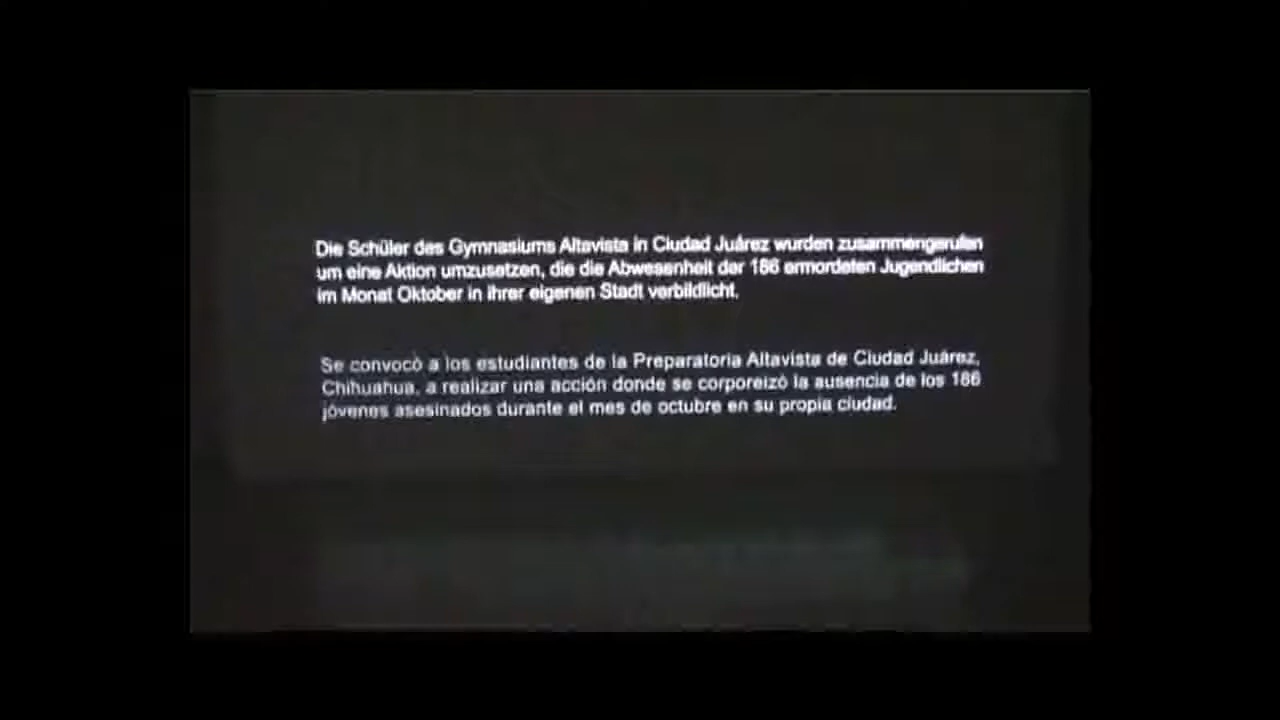 Die Schüler des Gymnasiums Altavista in Ciudad Juárez wurden zusammengerufen
um eine Aktion umzusetzen, die die Abwesenheit der 186 ermordeten Jugendlichen
im Monat Oktober in ihrer eigenen Stadt verbildlicht.
Se convocó a los estudiantes de la Preparatoria Altavista de Ciudad Juárez,
Chihuahua, a realizar una acción donde se corporeizó la ausencia de los 186
jóvenes asesinados durante el mes de octubre en su propia ciudad.